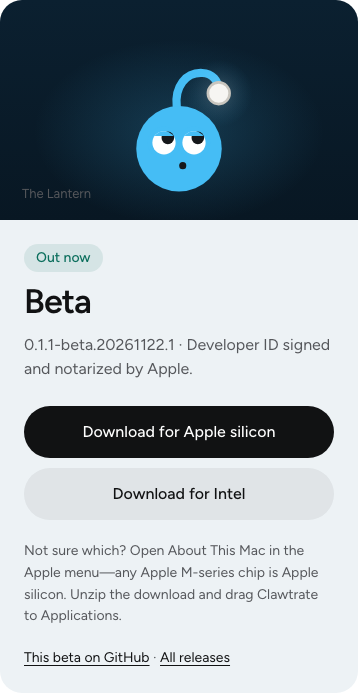 The Lantern
Out now
Beta
0.1.1-beta.20261122.1 · Developer ID signed
and notarized by Apple.
Download for Apple silicon
Download for Intel
Not sure which? Open About This Mac in the
Apple menu—any Apple M-series chip is Apple
silicon. Unzip the download and drag Clawtrate
to Applications.
This beta on GitHub · All releases